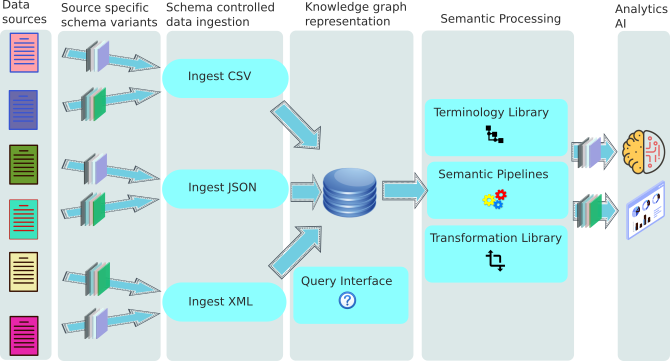 Data
sources
Source specific
schema variants
Schema controlled
data ingestion
Knowledge graph
representation
Semantic Processing
Analytics
AI
Ingest CSV
Ingest JSON
Ingest XML
Query Interface
?
Terminology Library
Semantic Pipelines
Transformation Library